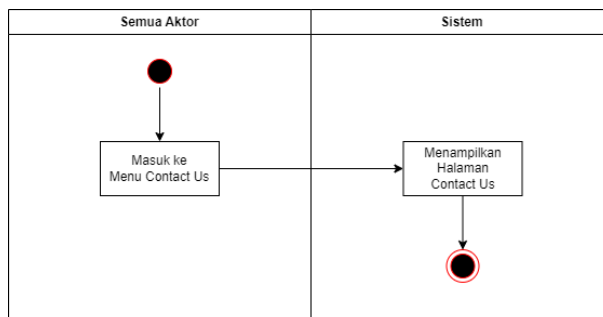 Semua Aktor
Sistem
Masuk ke
Menu Contact Us
Menampilkan
Halaman
Contact Us